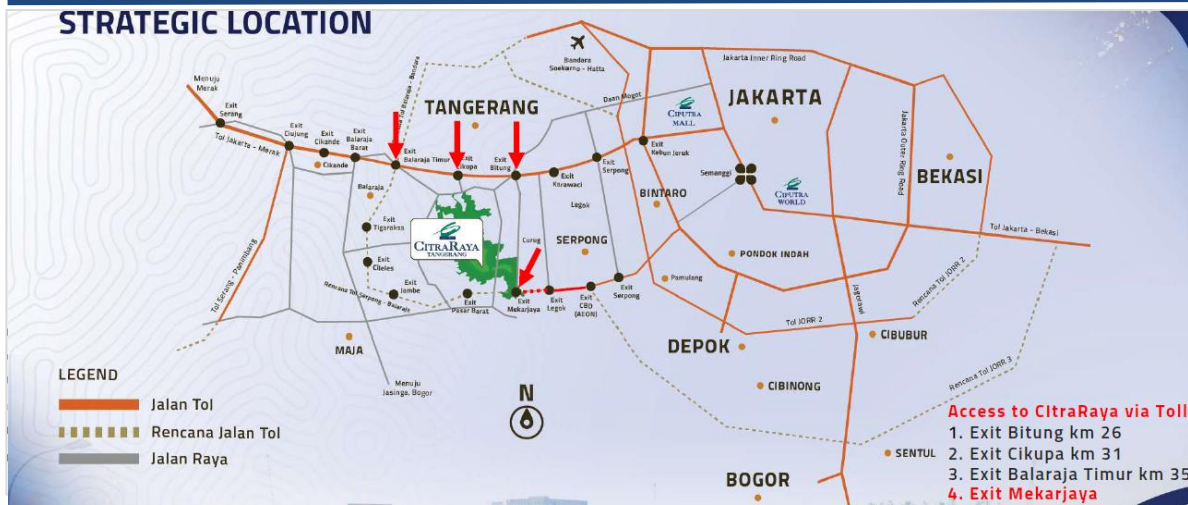 STRATEGIC LOCATION
Menuju
Merak
Exit
Serang
Tol Jakarta - Merak
Exit
Ciujung
Exit
Cikande
Cikande
Exit
Balaraja
Barat
Tol Balaraja - Bandara
Exit
Balaraja Timur
TANGERANG
Exit
Cikupa
Exit
Bitung
Exit
Karawaci
Exit
Serpong
Exit
Kebun Jeruk
Bandara
Soekarno - Hatta
Daan Mogot
Jakarta Inner Ring Road
CIPUTRA
MALL
JAKARTA
Semanggi
CIPUTRA
WORLD
Jakarta Outer Ring Road
BEKASI
Tol Jakarta - Bekasi
Balaraja
Exit
Tigaraksa
Exit
Cileles
Exit
Jambe
Rencana Tol Serpong - Balaraja
CITRARAYA
TANGERANG
Legok
Curug
SERPONG
BINTARO
PONDOK INDAH
Pamulang
Exit
Pasar Barat
Exit
Mekarjaya
Exit
Legok
Exit
CBD
(AEON)
Exit
Serpong
Tol Serang - Panimbang
MAJA
Menuju
Jasinga, Bogor
Tol JORR 2
Rencana Tol JORR 2
Jagorawi
DEPOK
CIBUBUR
CIBINONG
Rencana Tol JORR 3
SENTUL
BOGOR
N
LEGEND
Jalan Tol
Rencana Jalan Tol
Jalan Raya
Access to CItraRaya via Toll
1. Exit Bitung km 26
2. Exit Cikupa km 31
3. Exit Balaraja Timur km 35
4. Exit Mekarjaya